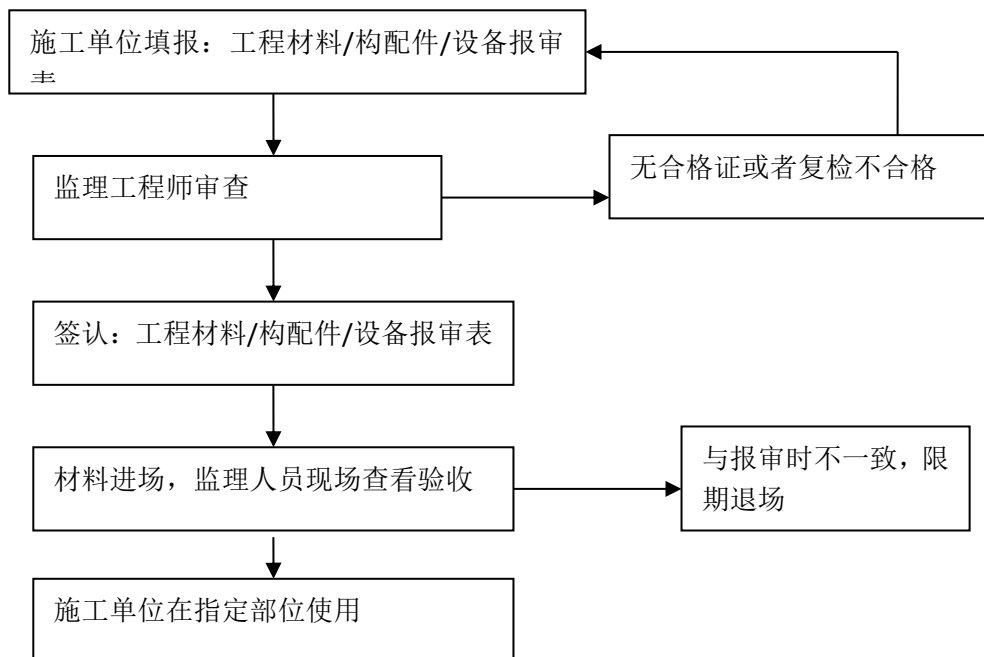 施工单位填报：工程材料/构配件/设备报审
表
无合格证或者复检不合格
监理工程师审查
签认：工程材料/构配件/设备报审表
材料进场，监理人员现场查看验收
与报审时不一致，限
期退场
施工单位在指定部位使用